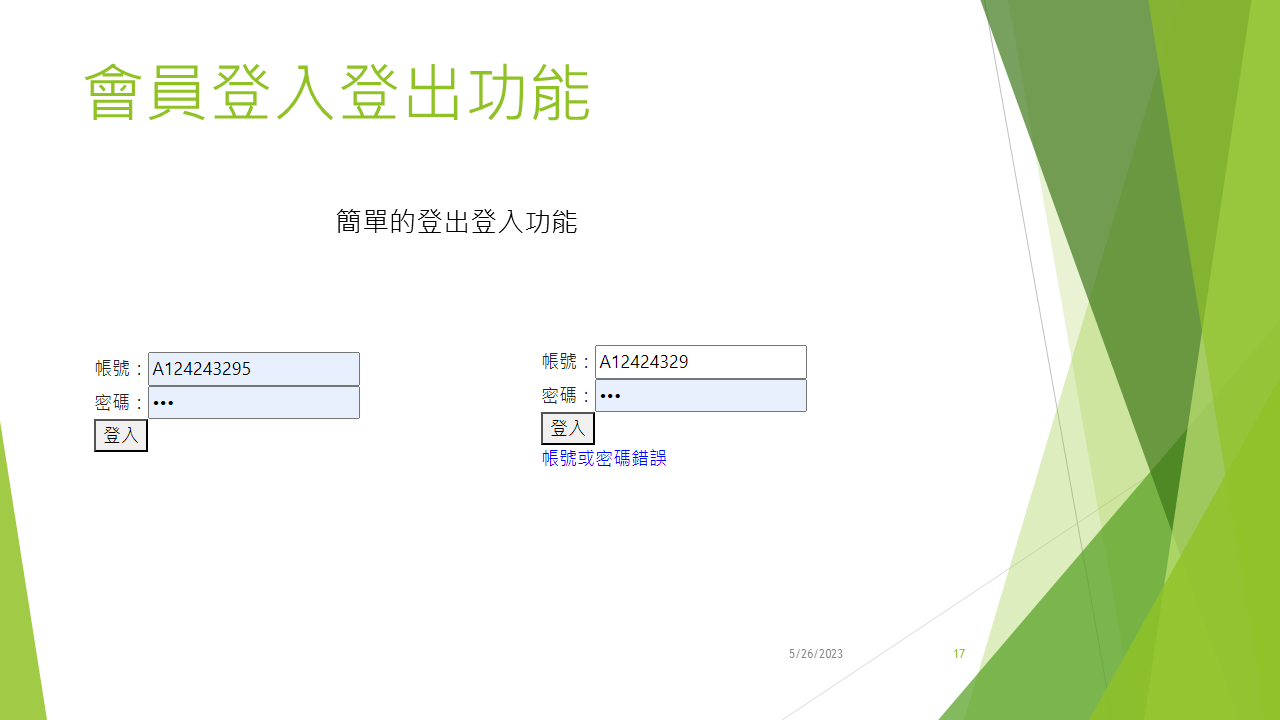 會員登入登出功能
簡單的登出登入功能
帳號：A124243295
密碼：•••
登入
帳號：A12424329
密碼：•••
登入
帳號或密碼錯誤
5/26/2023
17